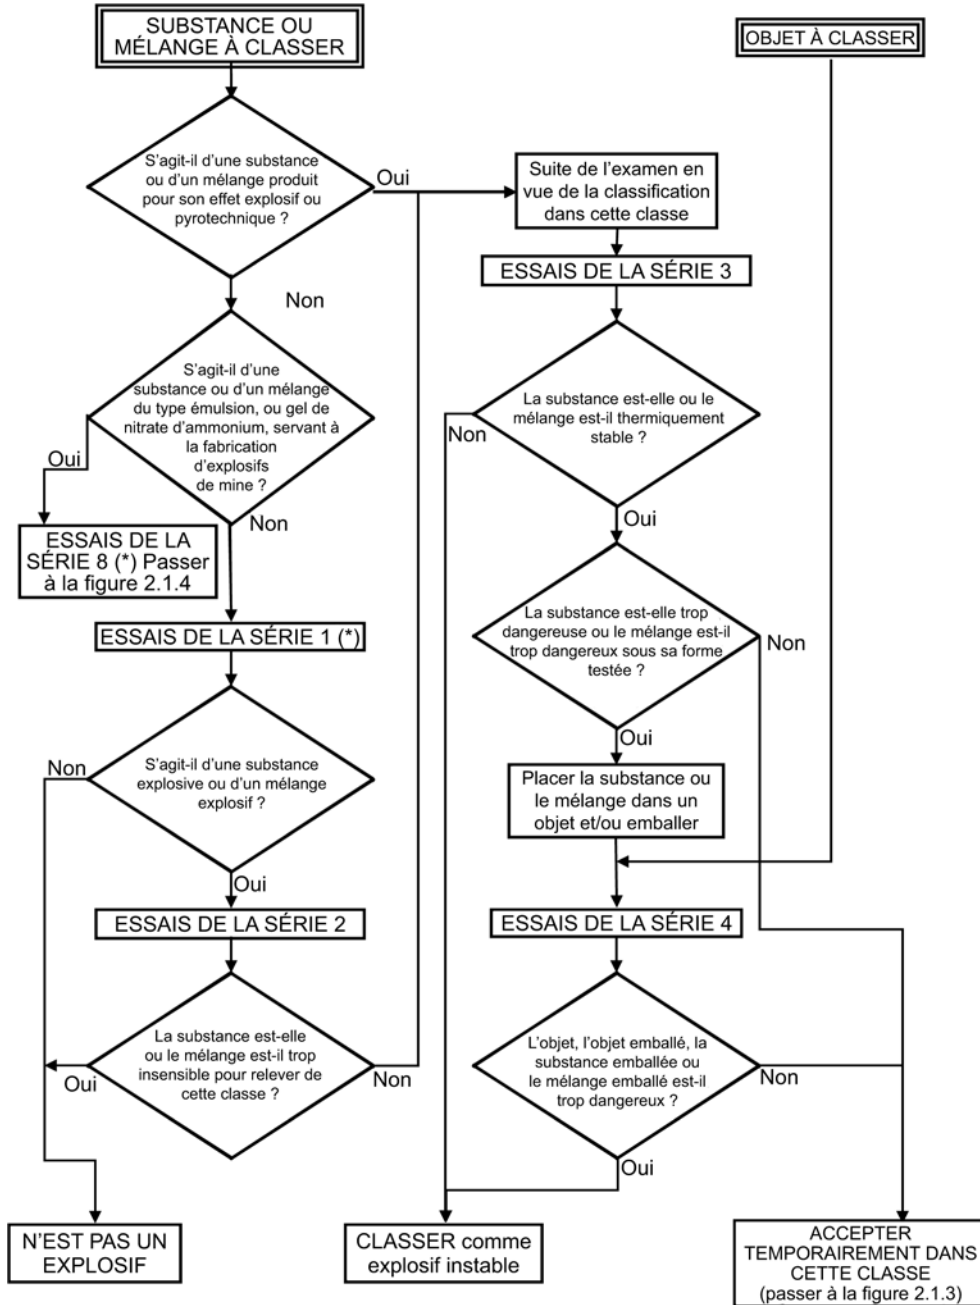 SUBSTANCE OU
MÉLANGE À CLASSER
OBJET À CLASSER
S'agit-il d'une substance
ou d'un mélange produit
pour son effet explosif ou
pyrotechnique ?
Oui
Suite de l'examen en
vue de la classification
dans cette classe
ESSAIS DE LA SÉRIE 3
Non
S'agit-il d'une
substance ou d'un mélange
du type émulsion, ou gel de
nitrate d'ammonium, servant à
la fabrication
d'explosifs
de mine ?
La substance est-elle ou le
mélange est-il thermiquement
stable ?
Non
Oui
Non
Oui
ESSAIS DE LA
SÉRIE 8 (*) Passer
à la figure 2.1.4
ESSAIS DE LA SÉRIE 1 (*)
La substance est-elle trop
dangereuse ou le mélange est-il
trop dangereux sous sa forme
testée ?
Non
Oui
S'agit-il d'une substance
explosive ou d'un mélange
explosif ?
Non
Oui
Placer la substance ou
le mélange dans un
objet et/ou emballer
ESSAIS DE LA SÉRIE 2
ESSAIS DE LA SÉRIE 4
La substance est-elle
ou le mélange est-il trop
insensible pour relever de
cette classe ?
Oui
Non
L'objet, l'objet emballé, la
substance emballée ou
le mélange emballé est-il
trop dangereux ?
Non
Oui
N'EST PAS UN
EXPLOSIF
CLASSER comme
explosif instable
ACCEPTER
TEMPORAIREMENT DANS
CETTE CLASSE
(passer à la figure 2.1.3)